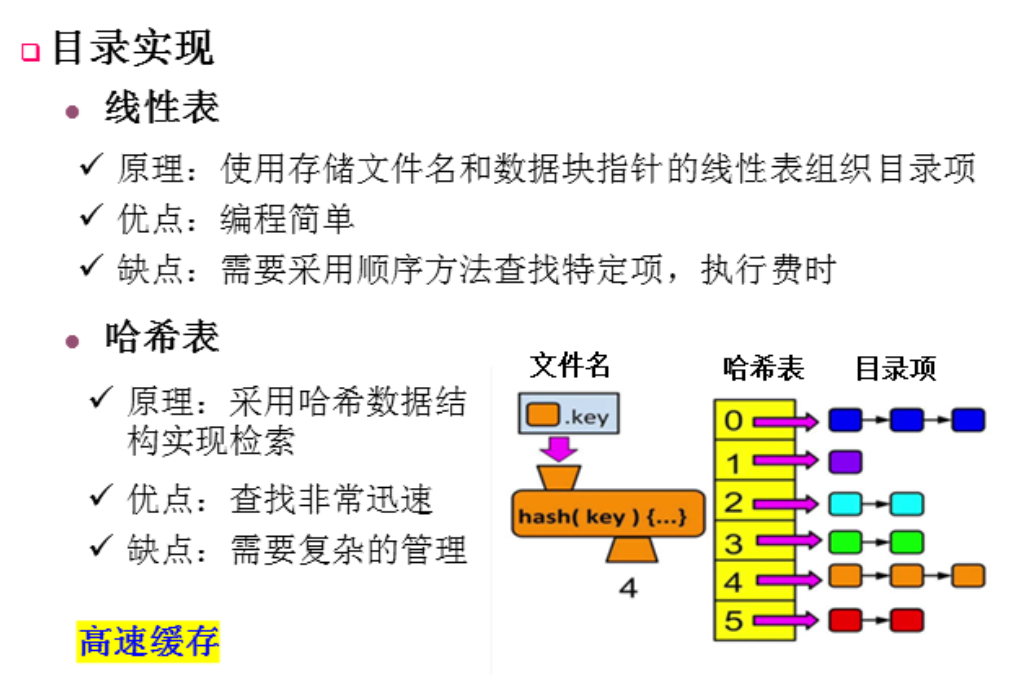 目录实现
线性表
原理：使用存储文件名和数据块指针的线性表组织目录项
优点：编程简单
缺点：需要采用顺序方法查找特定项，执行费时
哈希表
原理：采用哈希数据结
构实现检索
优点：查找非常迅速
缺点：需要复杂的管理
高速缓存
文件名
.key
hash( key ) {...}
4
哈希表
目录项
0
1
2
3
4
5